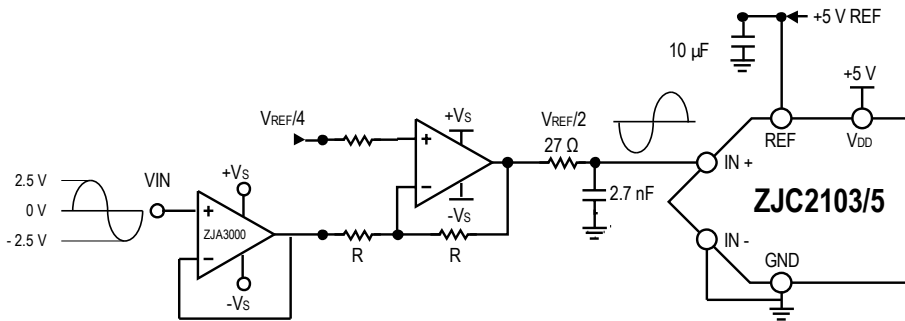 +5 V REF
10 µF
+5 V
VREF/4
+VS
VREF/2
27 Ω
REF
VDD
IN +
2.5 V
VIN
+VS
+
-
-VS
2.7 nF
ZJC2103/5
0 V
+
ZJA3000
- 2.5 V
-
R
R
IN -
GND
-VS